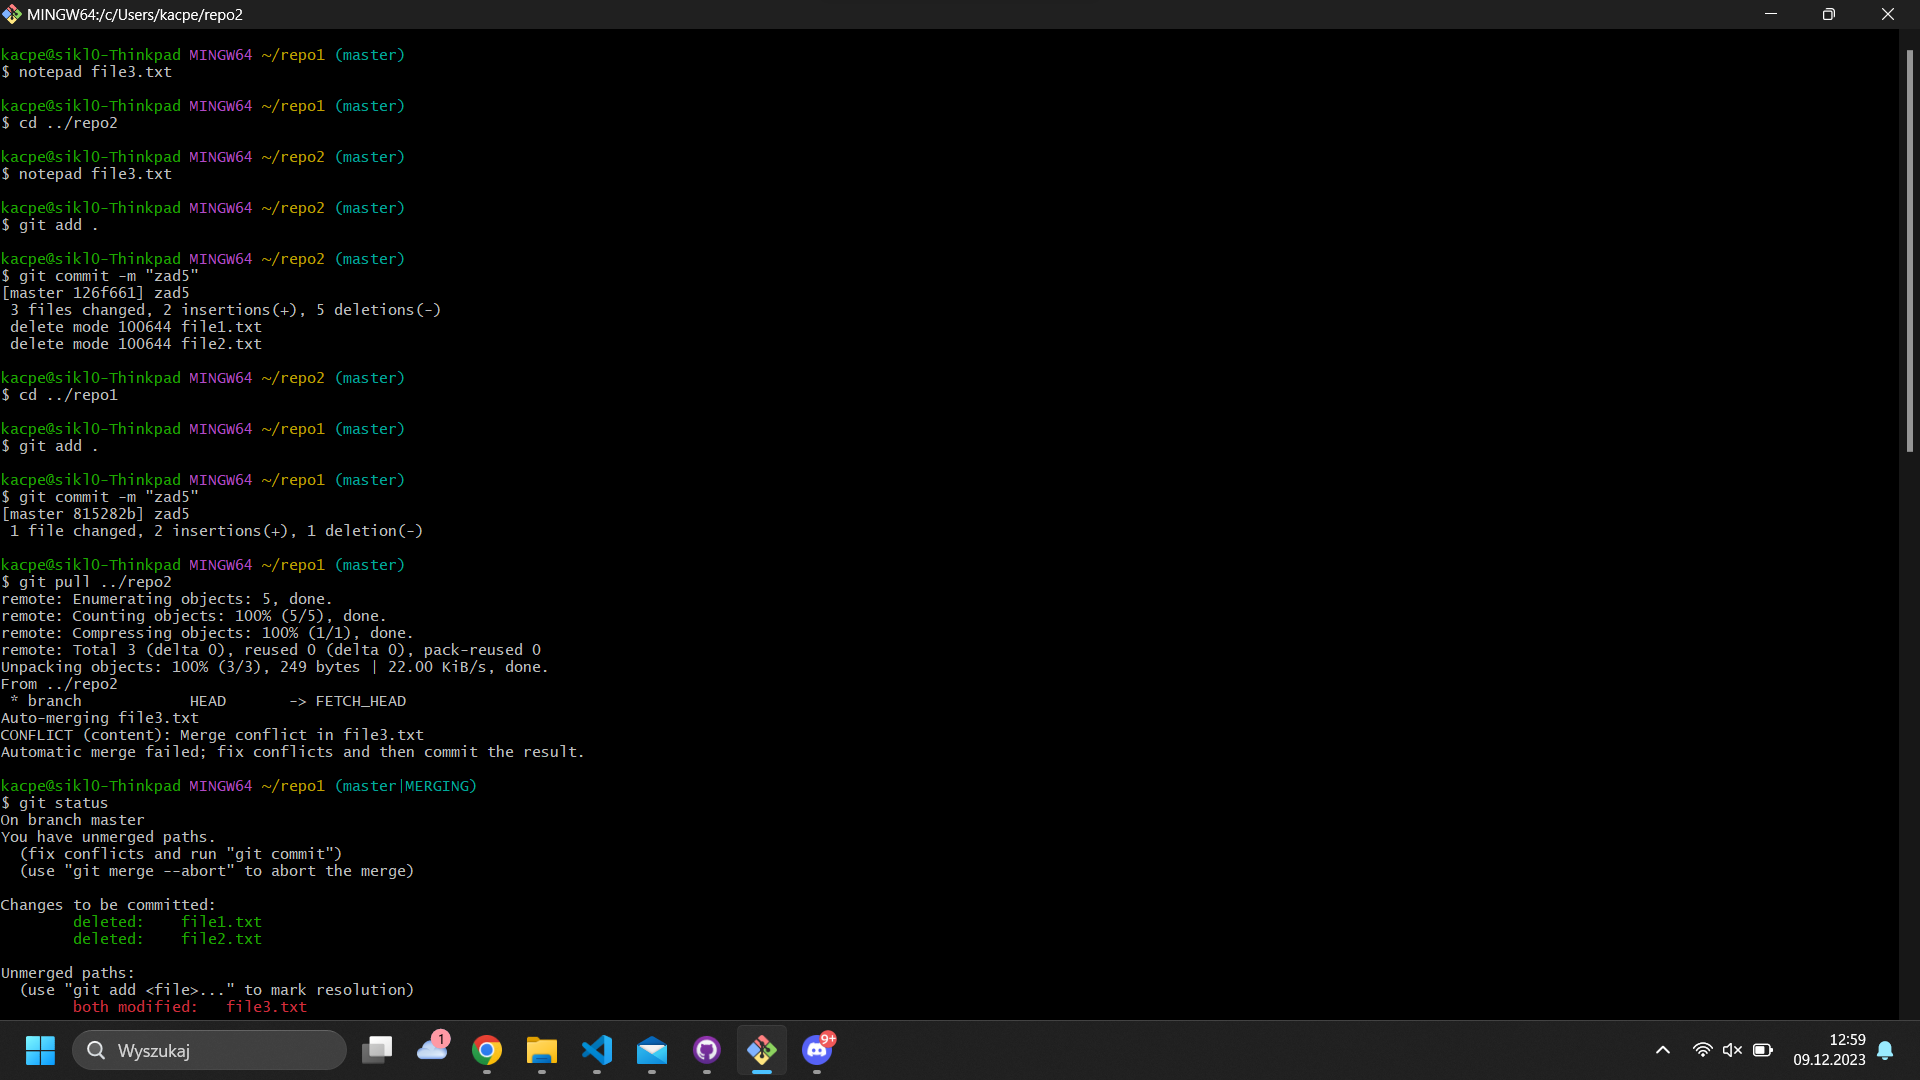 MINGW64:/c/Users/kacpe/repo2
kacpe@sikl0-Thinkpad MINGW64 ~/repo1 (master)
$ notepad file3.txt
kacpe@sikl0-Thinkpad MINGW64 ~/repo1 (master)
$ cd ../repo2
kacpe@sikl0-Thinkpad MINGW64 ~/repo2 (master)
$ notepad file3.txt
kacpe@sikl0-Thinkpad MINGW64 ~/repo2 (master)
$ git add .
kacpe@sikl0-Thinkpad MINGW64 ~/repo2 (master)
$ git commit -m "zad5"
[master 126f661] zad5
 3 files changed, 2 insertions(+), 5 deletions(-)
 delete mode 100644 file1.txt
 delete mode 100644 file2.txt
kacpe@sikl0-Thinkpad MINGW64 ~/repo2 (master)
$ cd ../repo1
kacpe@sikl0-Thinkpad MINGW64 ~/repo1 (master)
$ git add .
kacpe@sikl0-Thinkpad MINGW64 ~/repo1 (master)
$ git commit -m "zad5"
[master 815282b] zad5
 1 file changed, 2 insertions(+), 1 deletion(-)
kacpe@sikl0-Thinkpad MINGW64 ~/repo1 (master)
$ git pull ../repo2
remote: Enumerating objects: 5, done.
remote: Counting objects: 100% (5/5), done.
remote: Compressing objects: 100% (1/1), done.
remote: Total 3 (delta 0), reused 0 (delta 0), pack-reused 0
Unpacking objects: 100% (3/3), 249 bytes | 22.00 KiB/s, done.
From ../repo2
 * branch            HEAD       -> FETCH_HEAD
Auto-merging file3.txt
CONFLICT (content): Merge conflict in file3.txt
Automatic merge failed; fix conflicts and then commit the result.
kacpe@sikl0-Thinkpad MINGW64 ~/repo1 (master|MERGING)
$ git status
On branch master
You have unmerged paths.
  (fix conflicts and run "git commit")
  (use "git merge --abort" to abort the merge)
Changes to be committed:
        deleted:    file1.txt
        deleted:    file2.txt
Unmerged paths:
  (use "git add <file>..." to mark resolution)
        both modified:   file3.txt
Wyszukaj
1
9+
12:59
09.12.2023